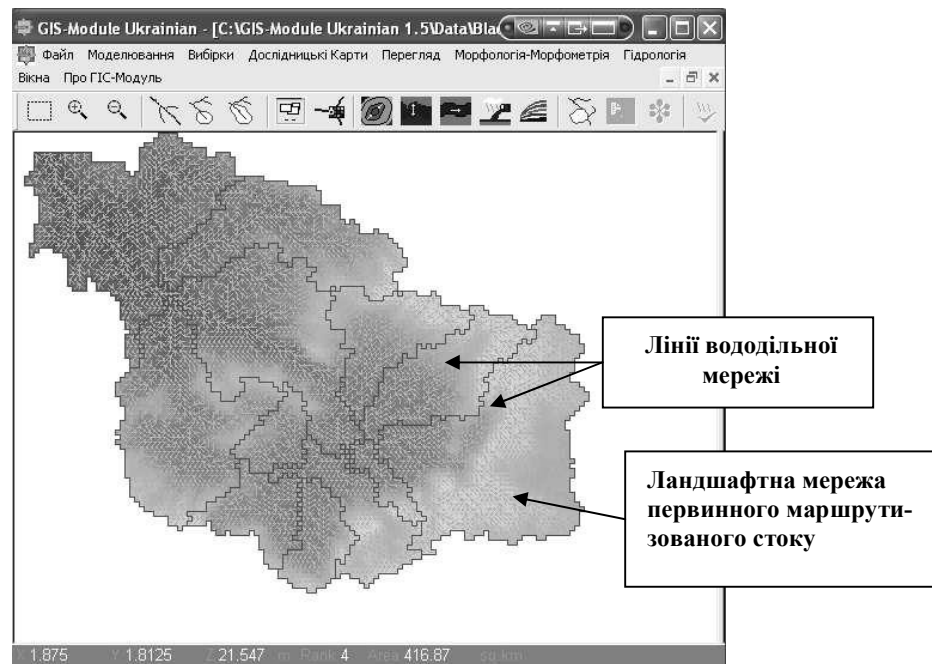 GIS-Module Ukrainian - [C:\GIS-Module Ukrainian 1.5\Data\Bla
Файл Моделювання Вибірки Дослідницькі Карти Перегляд Морфологія-Морфометрія Гідрологія
Вікна Про ГІС-Модуль
Лінії вододільної
мережі
Ландшафтна мережа
первинного маршрути-
зованого стоку
X 1.875 Y 1.8125 Z 21.547 m Rank 4 Area 416.87 sq km